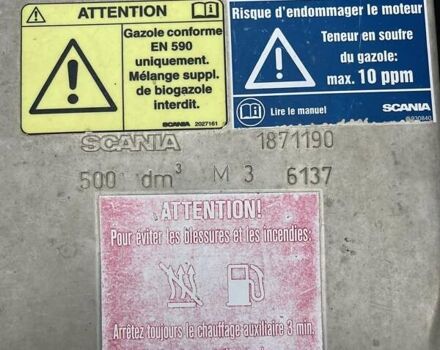 ATTENTION
Gazole conforme
EN 590
uniquement.
Mélange suppl.
de biogazole
interdit.
SCANIA 2027161
Risque d'endommager le moteur
Teneur en soufre
du gazole:
max. 10 ppm
Lire le manuel SCANIA
SCANIA 1871190
500 dm³ M 3 6137
ATTENTION!
Pour éviter les blessures et les incendies:
Arrêtez toujours le chauffage auxiliaire 3 min.